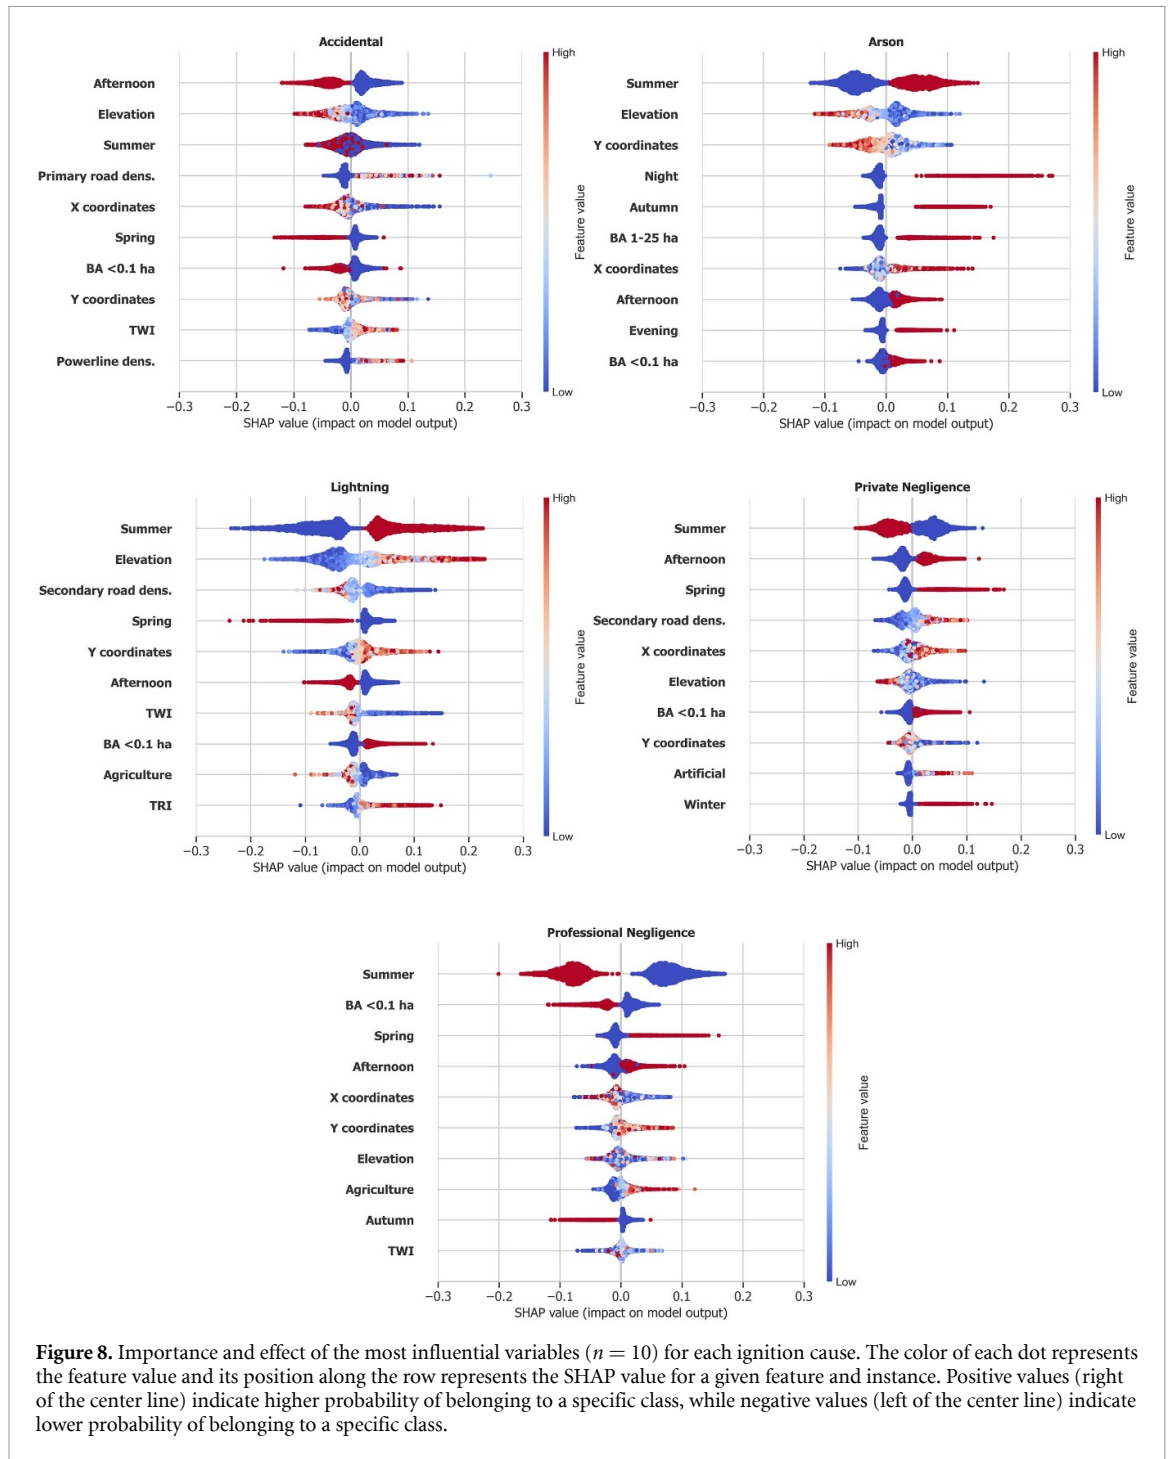 Accidental
High
Afternoon
Elevation
Summer
Primary road dens.
X coordinates
Spring
BA <0.1 ha
Y coordinates
TWI
Powerline dens.
Feature value
Low
−0.3 −0.2 −0.1 0.0 0.1 0.2 0.3
SHAP value (impact on model output)
Arson
High
Summer
Elevation
Y coordinates
Night
Autumn
BA 1-25 ha
X coordinates
Afternoon
Evening
BA <0.1 ha
Feature value
Low
−0.3 −0.2 −0.1 0.0 0.1 0.2 0.3
SHAP value (impact on model output)
Lightning
High
Summer
Elevation
Secondary road dens.
Spring
Y coordinates
Afternoon
TWI
BA <0.1 ha
Agriculture
TRI
Feature value
Low
−0.3 −0.2 −0.1 0.0 0.1 0.2 0.3
SHAP value (impact on model output)
Private Negligence
High
Summer
Afternoon
Spring
Secondary road dens.
X coordinates
Elevation
BA <0.1 ha
Y coordinates
Artificial
Winter
Feature value
Low
−0.3 −0.2 −0.1 0.0 0.1 0.2 0.3
SHAP value (impact on model output)
Professional Negligence
High
Summer
BA <0.1 ha
Spring
Afternoon
X coordinates
Y coordinates
Elevation
Agriculture
Autumn
TWI
Feature value
Low
−0.3 −0.2 −0.1 0.0 0.1 0.2 0.3
SHAP value (impact on model output)
Figure 8. Importance and effect of the most influential variables (n = 10) for each ignition cause. The color of each dot represents
the feature value and its position along the row represents the SHAP value for a given feature and instance. Positive values (right
of the center line) indicate higher probability of belonging to a specific class, while negative values (left of the center line) indicate
lower probability of belonging to a specific class.